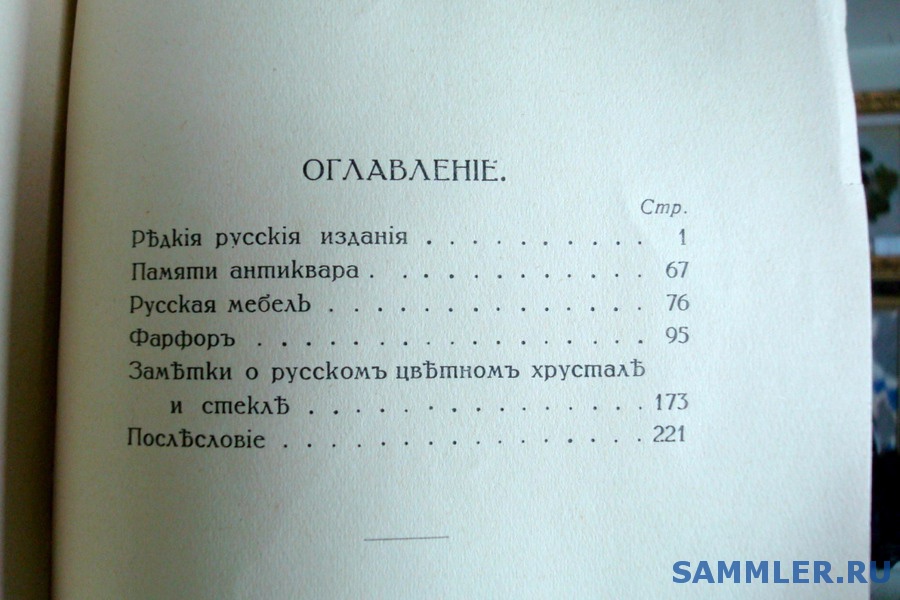 ОГЛАВЛЕНІЕ.
Стр.
Рѣдкія русскія изданія . . . . . . . . . . 1
Памяти антиквара . . . . . . . . . . . 67
Русская мебель . . . . . . . . . . . . . 76
Фарфоръ . . . . . . . . . . . . . . . . 95
Замѣтки о русскомъ цвѣтномъ хрусталѣ
и стеклѣ . . . . . . . . . . . . . . 173
Послѣсловіе . . . . . . . . . . . . . . . 221
SAMMLER.RU